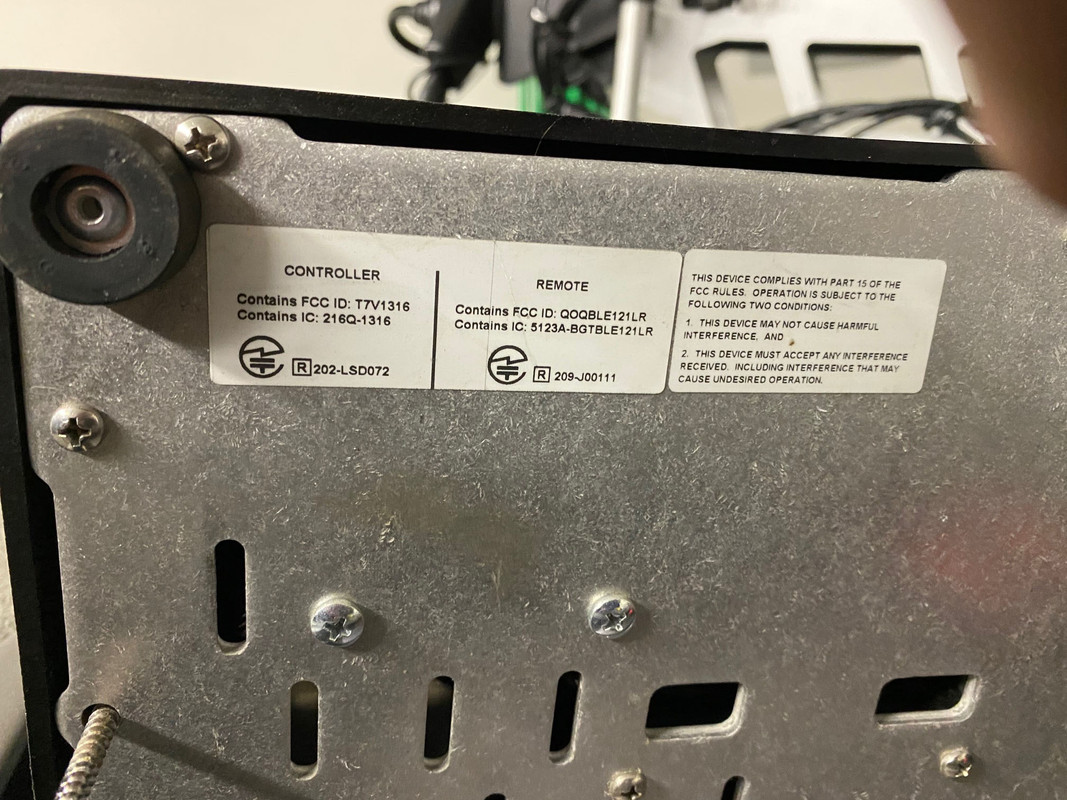 CONTROLLER
Contains FCC ID: T7V1316
Contains IC: 216Q-1316
R 202-LSD072
REMOTE
Contains FCC ID: QOQBLE121LR
Contains IC: 5123A-BGTBLE121LR
R 209-J00111
THIS DEVICE COMPLIES WITH PART 15 OF THE
FCC RULES. OPERATION IS SUBJECT TO THE
FOLLOWING TWO CONDITIONS:
1. THIS DEVICE MAY NOT CAUSE HARMFUL
INTERFERENCE, AND
2. THIS DEVICE MUST ACCEPT ANY INTERFERENCE
RECEIVED. INCLUDING INTERFERENCE THAT MAY
CAUSE UNDESIRED OPERATION.